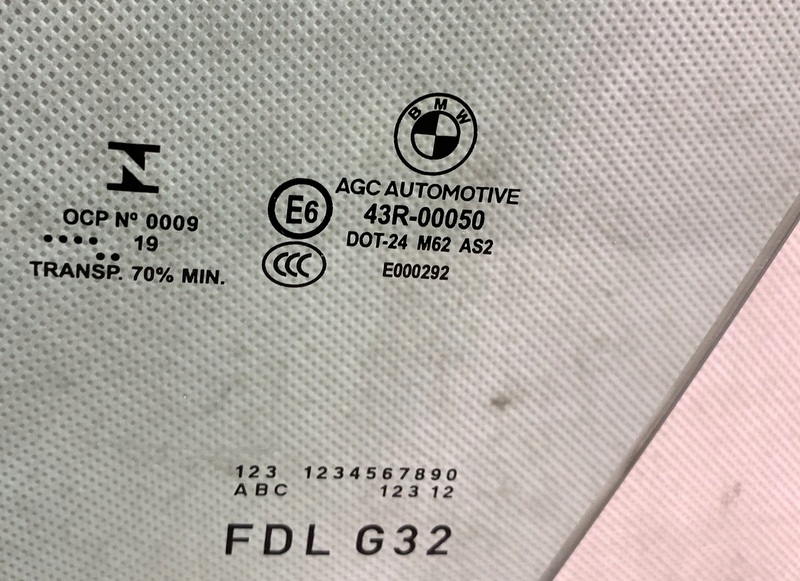 BMW
AGC AUTOMOTIVE
43R-00050
DOT-24 M62 AS2
E000292
E6
CCC
OCP Nº 0009
•••• 19
••
TRANSP. 70% MIN.
123 1234567890
ABC 123 12
FDL G32